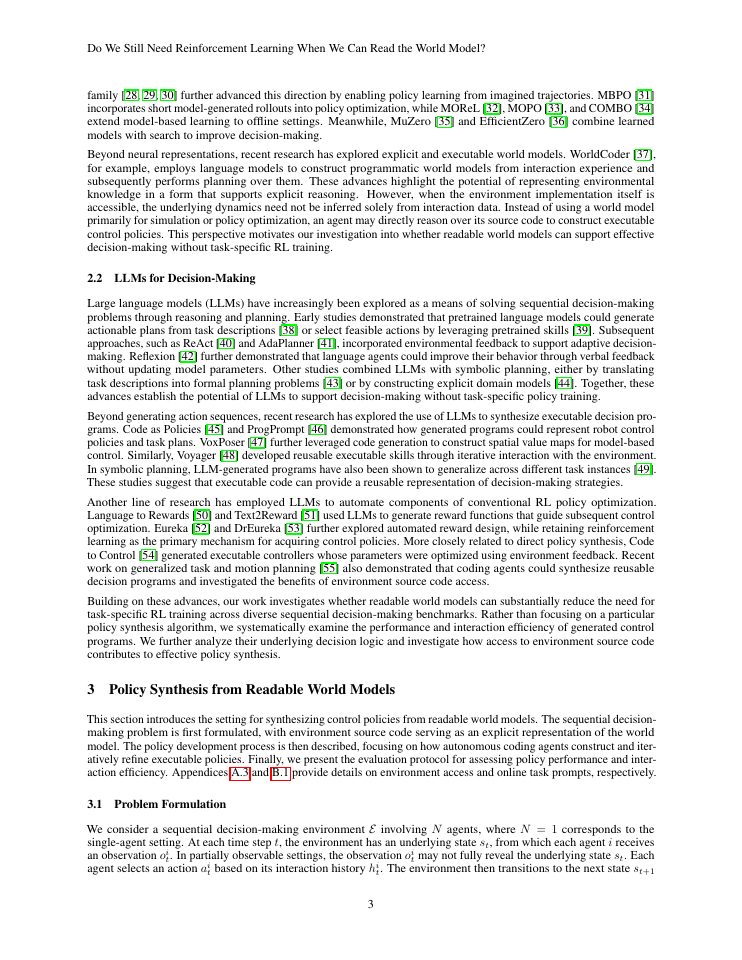 Do We Still Need Reinforcement Learning When We Can Read the World Model?
family [28, 29, 30] further advanced this direction by enabling policy learning from imagined trajectories. MBPO [31]
incorporates short model-generated rollouts into policy optimization, while MOReL [32], MOPO [33], and COMBO [34]
extend model-based learning to offline settings. Meanwhile, MuZero [35] and EfficientZero [36] combine learned
models with search to improve decision-making.
Beyond neural representations, recent research has explored explicit and executable world models. WorldCoder [37],
for example, employs language models to construct programmatic world models from interaction experience and
subsequently performs planning over them. These advances highlight the potential of representing environmental
knowledge in a form that supports explicit reasoning. However, when the environment implementation itself is
accessible, the underlying dynamics need not be inferred solely from interaction data. Instead of using a world model
primarily for simulation or policy optimization, an agent may directly reason over its source code to construct executable
control policies. This perspective motivates our investigation into whether readable world models can support effective
decision-making without task-specific RL training.
2.2 LLMs for Decision-Making
Large language models (LLMs) have increasingly been explored as a means of solving sequential decision-making
problems through reasoning and planning. Early studies demonstrated that pretrained language models could generate
actionable plans from task descriptions [38] or select feasible actions by leveraging pretrained skills [39]. Subsequent
approaches, such as ReAct [40] and AdaPlanner [41], incorporated environmental feedback to support adaptive decision-
making. Reflexion [42] further demonstrated that language agents could improve their behavior through verbal feedback
without updating model parameters. Other studies combined LLMs with symbolic planning, either by translating
task descriptions into formal planning problems [43] or by constructing explicit domain models [44]. Together, these
advances establish the potential of LLMs to support decision-making without task-specific policy training.
Beyond generating action sequences, recent research has explored the use of LLMs to synthesize executable decision pro-
grams. Code as Policies [45] and ProgPrompt [46] demonstrated how generated programs could represent robot control
policies and task plans. VoxPoser [47] further leveraged code generation to construct spatial value maps for model-based
control. Similarly, Voyager [48] developed reusable executable skills through iterative interaction with the environment.
In symbolic planning, LLM-generated programs have also been shown to generalize across different task instances [49].
These studies suggest that executable code can provide a reusable representation of decision-making strategies.
Another line of research has employed LLMs to automate components of conventional RL policy optimization.
Language to Rewards [50] and Text2Reward [51] used LLMs to generate reward functions that guide subsequent control
optimization. Eureka [52] and DrEureka [53] further explored automated reward design, while retaining reinforcement
learning as the primary mechanism for acquiring control policies. More closely related to direct policy synthesis, Code
to Control [54] generated executable controllers whose parameters were optimized using environment feedback. Recent
work on generalized task and motion planning [55] also demonstrated that coding agents could synthesize reusable
decision programs and investigated the benefits of environment source code access.
Building on these advances, our work investigates whether readable world models can substantially reduce the need for
task-specific RL training across diverse sequential decision-making benchmarks. Rather than focusing on a particular
policy synthesis algorithm, we systematically examine the performance and interaction efficiency of generated control
programs. We further analyze their underlying decision logic and investigate how access to environment source code
contributes to effective policy synthesis.
3 Policy Synthesis from Readable World Models
This section introduces the setting for synthesizing control policies from readable world models. The sequential decision-
making problem is first formulated, with environment source code serving as an explicit representation of the world
model. The policy development process is then described, focusing on how autonomous coding agents construct and iter-
atively refine executable policies. Finally, we present the evaluation protocol for assessing policy performance and inter-
action efficiency. Appendices A.3 and B.1 provide details on environment access and online task prompts, respectively.
3.1 Problem Formulation
We consider a sequential decision-making environment ℰ involving N agents, where N = 1 corresponds to the
single-agent setting. At each time step t, the environment has an underlying state s_t, from which each agent i receives
an observation o_t^i. In partially observable settings, the observation o_t^i may not fully reveal the underlying state s_t. Each
agent selects an action a_t^i based on its interaction history h_t^i. The environment then transitions to the next state s_{t+1}
3